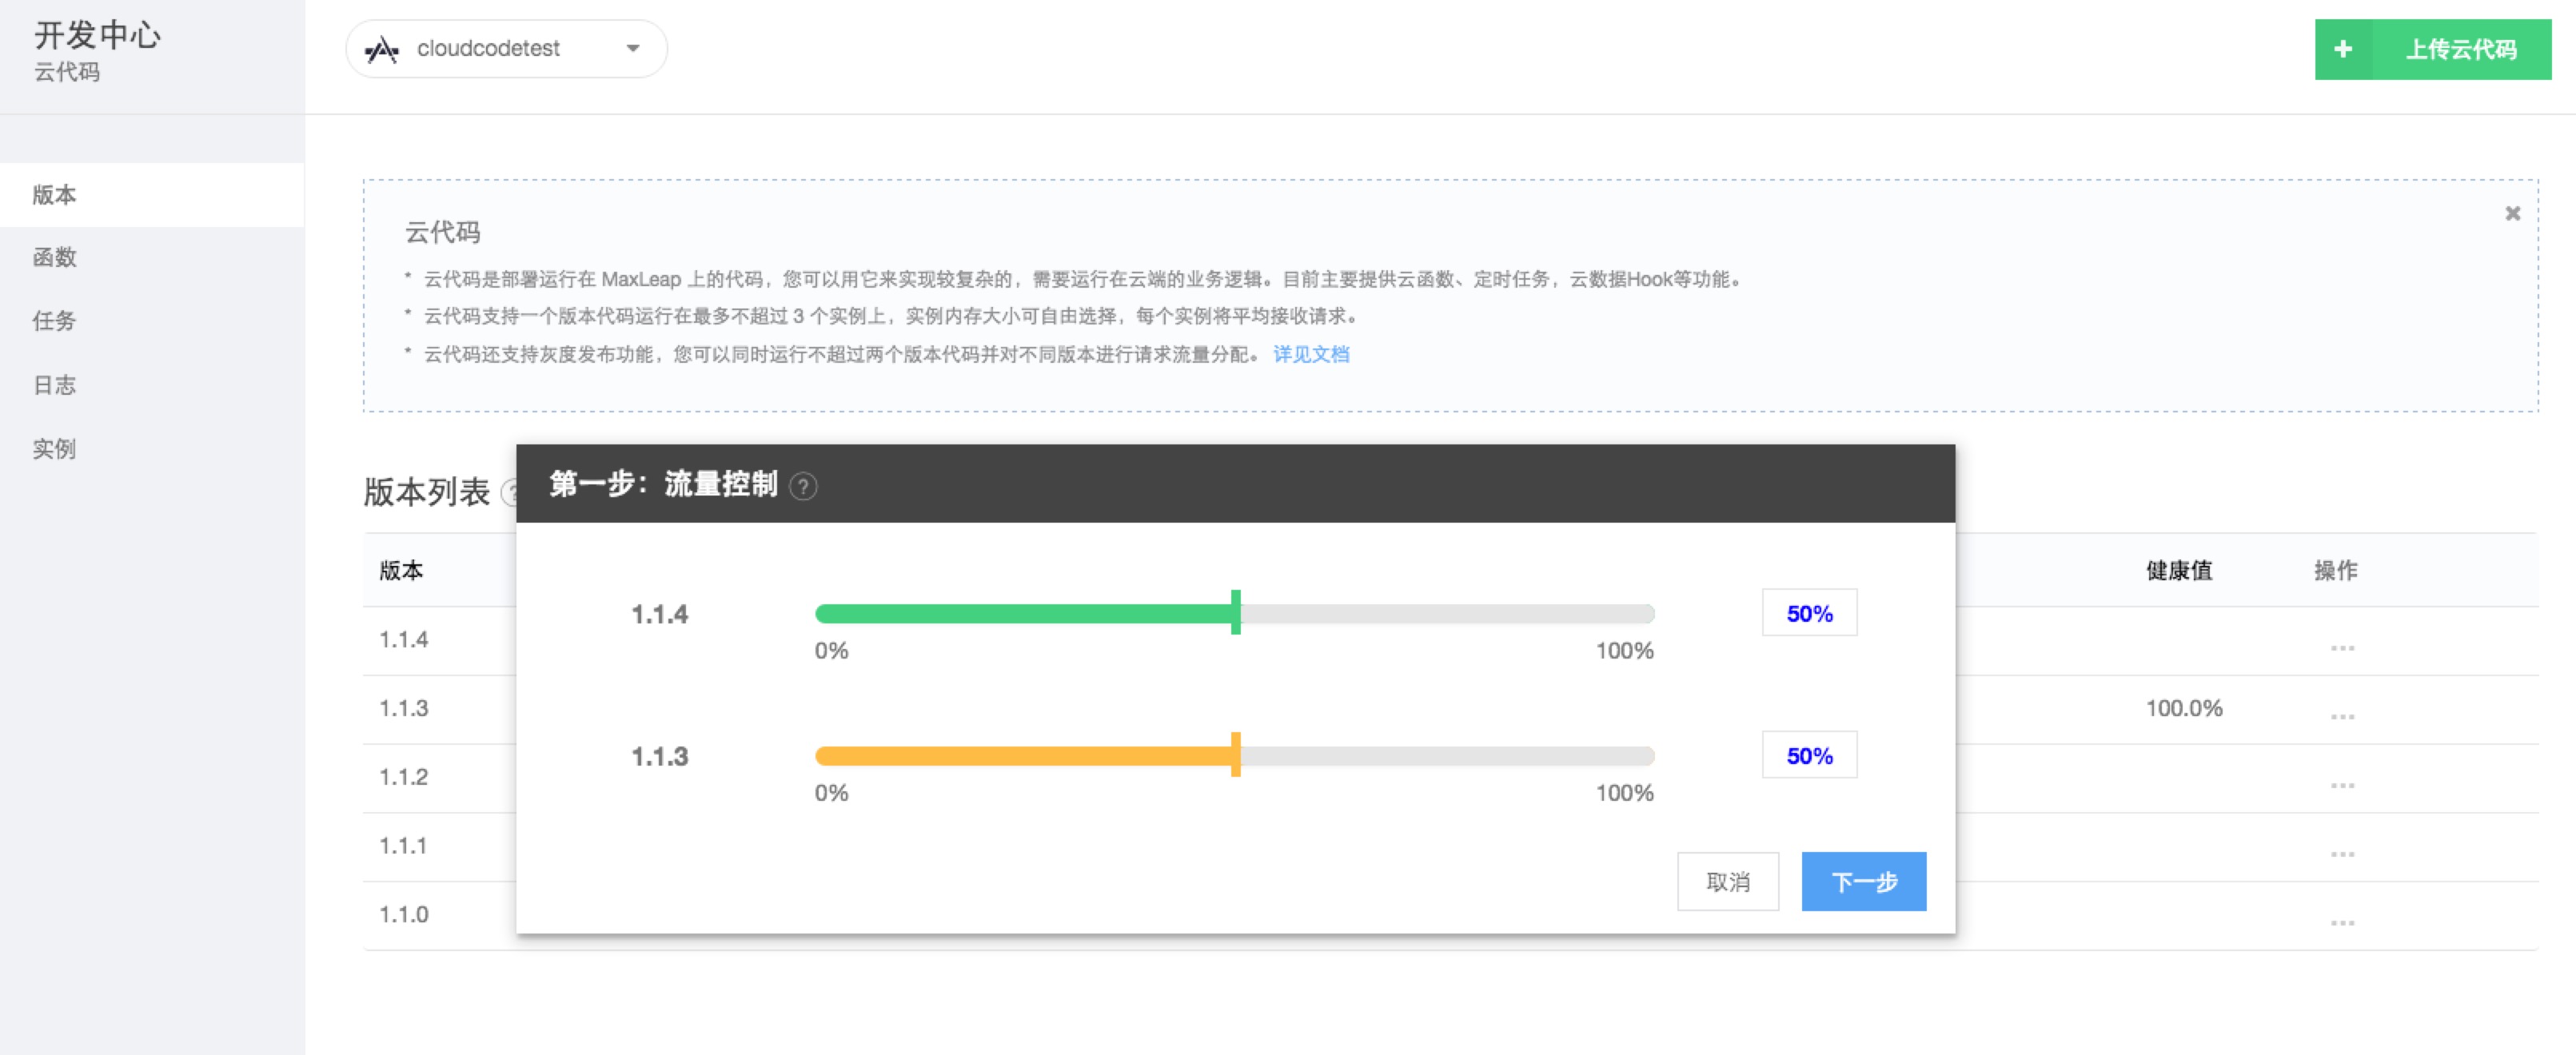 开发中心
云代码
cloudcodetest
+ 上传云代码
版本
函数
任务
日志
实例
云代码
* 云代码是部署运行在 MaxLeap 上的代码，您可以用它来实现较复杂的，需要运行在云端的业务逻辑。目前主要提供云函数、定时任务，云数据Hook等功能。
* 云代码支持一个版本代码运行在最多不超过 3 个实例上，实例内存大小可自由选择，每个实例将平均接收请求。
* 云代码还支持灰度发布功能，您可以同时运行不超过两个版本代码并对不同版本进行请求流量分配。 详见文档
版本列表 ?
第一步：流量控制 ?
版本 健康值 操作
1.1.4 ...
1.1.3 100.0% ...
1.1.2 ...
1.1.1 ...
1.1.0 ...
1.1.4 50%
0% 100%
1.1.3 50%
0% 100%
取消 下一步